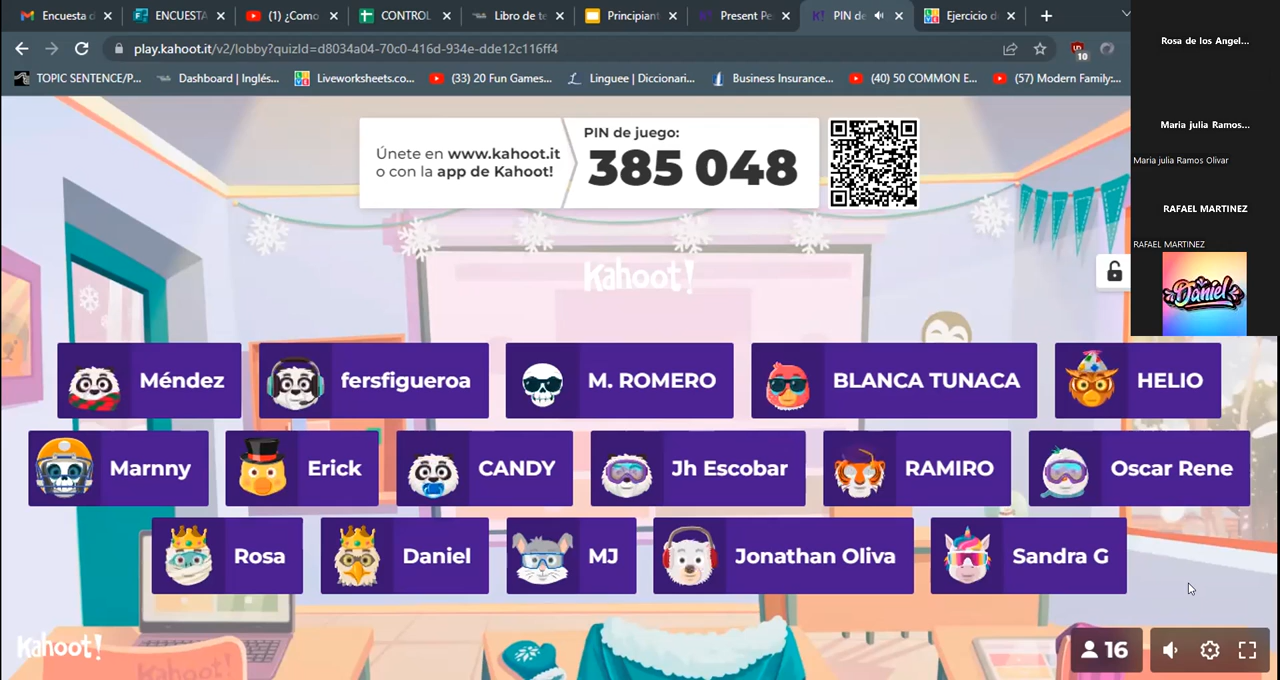 Encuesta d
ENCUESTA
(1) ¿Como
CONTROL
Libro de te
Principiant
Present Pe
PIN de
Ejercicio d
play.kahoot.it/v2/lobby?quizId=d8034a04-70c0-416d-934e-dde12c116ff4
10
TOPIC SENTENCE/P...
Dashboard | Inglés...
Liveworksheets.co...
(33) 20 Fun Games...
Linguee | Diccionari...
Business Insurance...
(40) 50 COMMON E...
(57) Modern Family:...
Rosa de los Angel...
Maria julia Ramos...
Maria julia Ramos Olivar
RAFAEL MARTINEZ
RAFAEL MARTINEZ
Daniel
Únete en www.kahoot.it
o con la app de Kahoot!
PIN de juego:
385 048
Kahoot!
Méndez
fersfigueroa
M. ROMERO
BLANCA TUNACA
HELIO
Marnny
Erick
CANDY
Jh Escobar
RAMIRO
Oscar Rene
Rosa
Daniel
MJ
Jonathan Oliva
Sandra G
Kahoot!
16